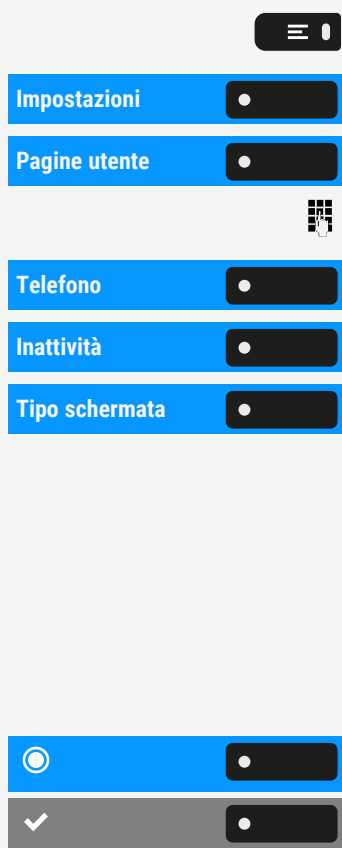 Impostazioni
Pagine utente
Telefono
Inattività
Tipo schermata